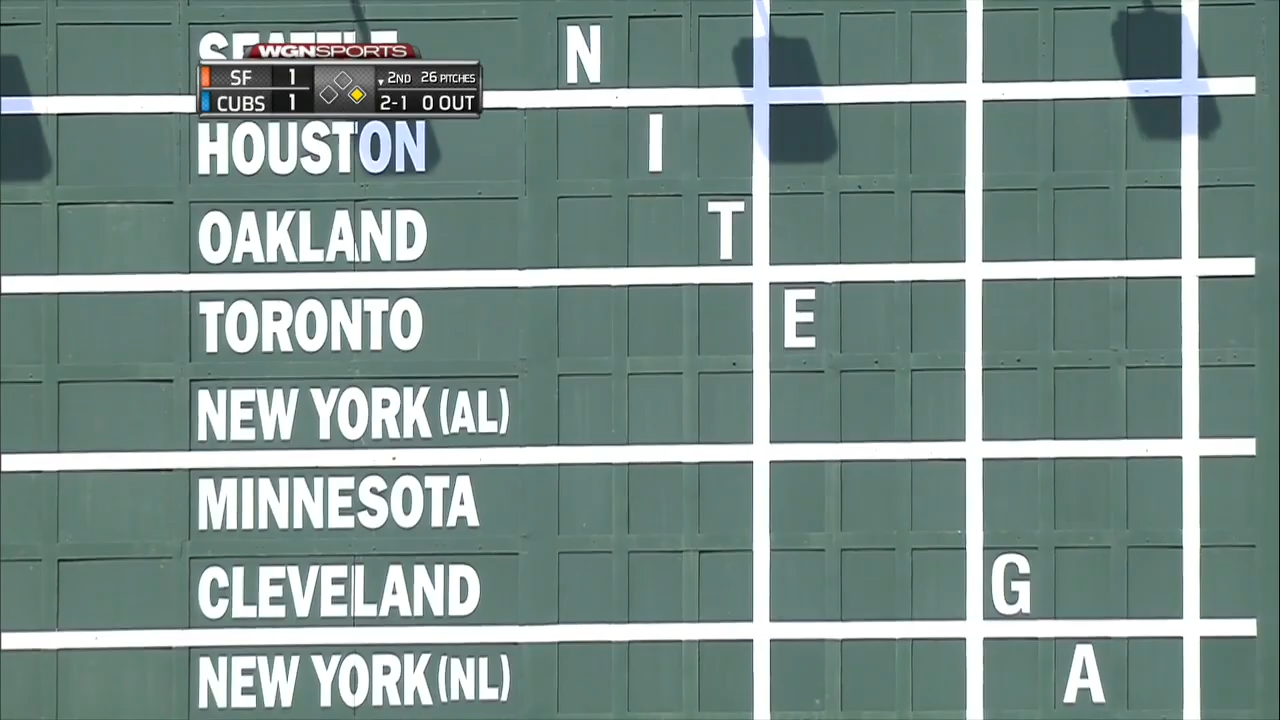 SEATTLE N
WGNSPORTS
SF 1 2ND 26 PITCHES
CUBS 1 2-1 0 OUT
HOUSTON I
OAKLAND T
TORONTO E
NEW YORK (AL)
MINNESOTA
CLEVELAND G
NEW YORK (NL) A